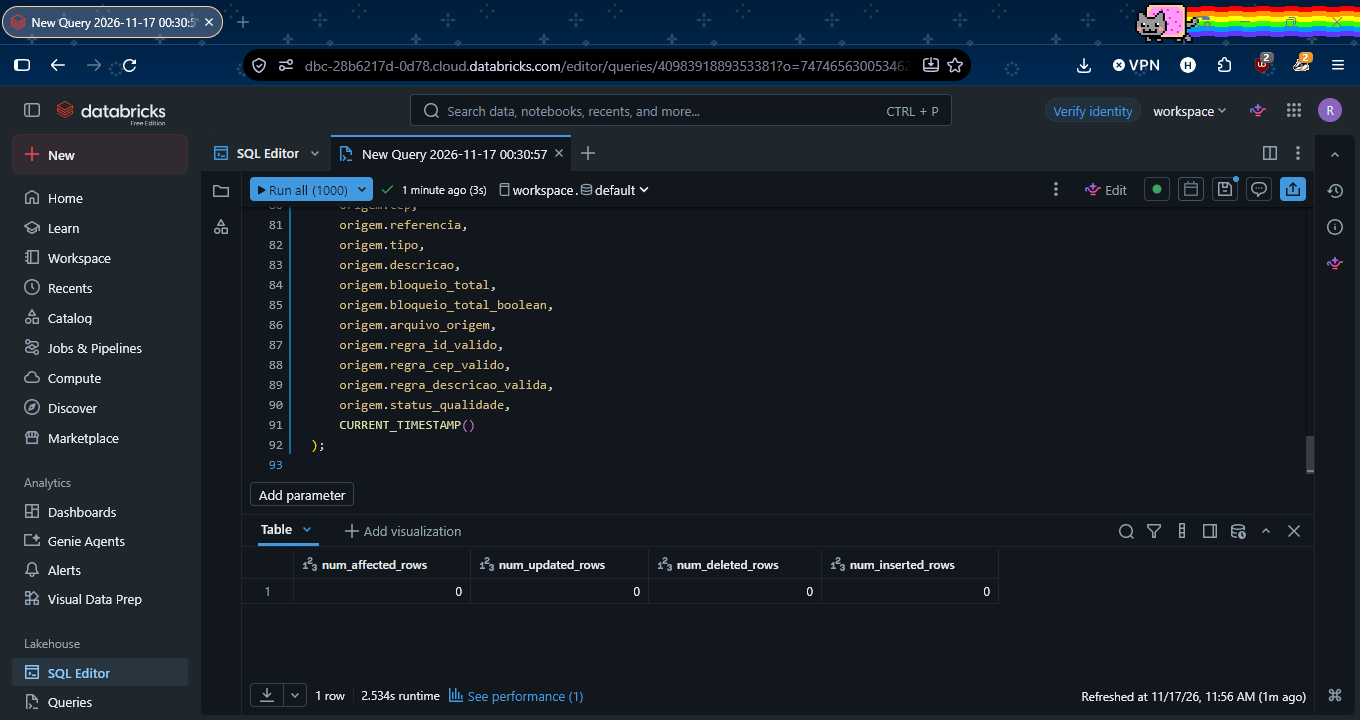 New Query 2026-11-17 00:30:5
dbc-28b6217d-0d78.cloud.databricks.com/editor/queries/4098391889353381?o=74746563005346
VPN
2
2
databricks
Free Edition
Search data, notebooks, recents, and more...
CTRL + P
Verify identity
workspace
R
New
SQL Editor
New Query 2026-11-17 00:30:57
Run all (1000)
1 minute ago (3s)
workspace . default
Edit
Home
Learn
Workspace
Recents
Catalog
Jobs & Pipelines
Compute
Discover
Marketplace
Analytics
Dashboards
Genie Agents
Alerts
Visual Data Prep
Lakehouse
SQL Editor
Queries
80 origem.cep,
81 origem.referencia,
82 origem.tipo,
83 origem.descricao,
84 origem.bloqueio_total,
85 origem.bloqueio_total_boolean,
86 origem.arquivo_origem,
87 origem.regra_id_valido,
88 origem.regra_cep_valido,
89 origem.regra_descricao_valida,
90 origem.status_qualidade,
91 CURRENT_TIMESTAMP()
92 );
93
Add parameter
Table
Add visualization
num_affected_rows num_updated_rows num_deleted_rows num_inserted_rows
1 0 0 0 0
1 row
2.534s runtime
See performance (1)
Refreshed at 11/17/26, 11:56 AM (1m ago)